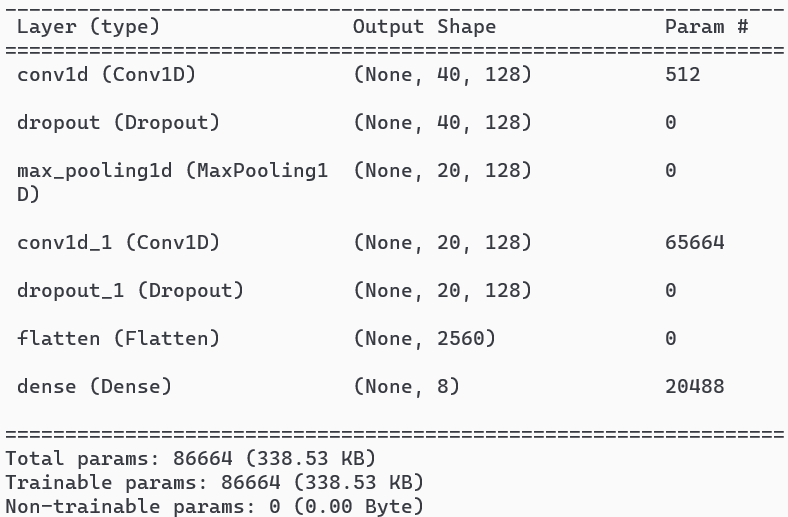 Layer (type) Output Shape Param #
conv1d (Conv1D) (None, 40, 128) 512
dropout (Dropout) (None, 40, 128) 0
max_pooling1d (MaxPooling1 (None, 20, 128) 0
D)
conv1d_1 (Conv1D) (None, 20, 128) 65664
dropout_1 (Dropout) (None, 20, 128) 0
flatten (Flatten) (None, 2560) 0
dense (Dense) (None, 8) 20488
Total params: 86664 (338.53 KB)
Trainable params: 86664 (338.53 KB)
Non-trainable params: 0 (0.00 Byte)